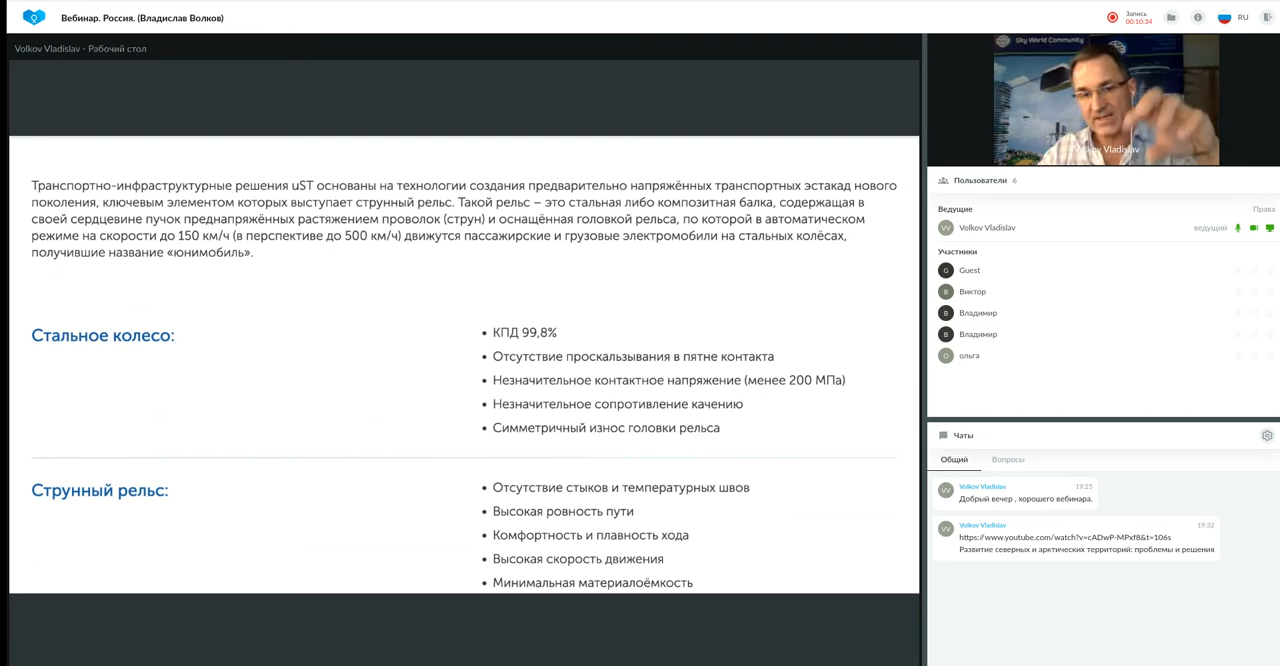 Вебинар. Россия. (Владислав Волков)
Запись
00:10:34
RU
Volkov Vladislav - Рабочий стол
Транспортно-инфраструктурные решения uST основаны на технологии создания предварительно напряжённых транспортных эстакад нового
поколения, ключевым элементом которых выступает струнный рельс. Такой рельс – это стальная либо композитная балка, содержащая в
своей сердцевине пучок преднапряжённых растяжением проволок (струн) и оснащённая головкой рельса, по которой в автоматическом
режиме на скорости до 150 км/ч (в перспективе до 500 км/ч) движутся пассажирские и грузовые электромобили на стальных колёсах,
получившие название «юнимобиль».
Стальное колесо:
• КПД 99,8%
• Отсутствие проскальзывания в пятне контакта
• Незначительное контактное напряжение (менее 200 МПа)
• Незначительное сопротивление качению
• Симметричный износ головки рельса
Струнный рельс:
• Отсутствие стыков и температурных швов
• Высокая ровность пути
• Комфортность и плавность хода
• Высокая скорость движения
• Минимальная материалоёмкость
Sky World Community
Volkov Vladislav
Пользователи 6
Ведущие Права
VV Volkov Vladislav ведущий
Участники
G Guest
В Виктор
В Владимир
В Владимир
О ольга
Чаты
Общий Вопросы
VV Volkov Vladislav 19:25
Добрый вечер , хорошего вебинара.
VV Volkov Vladislav 19:32
https://www.youtube.com/watch?v=cADwP-MPxf8&t=106s
Развитие северных и арктических территорий: проблемы и решения